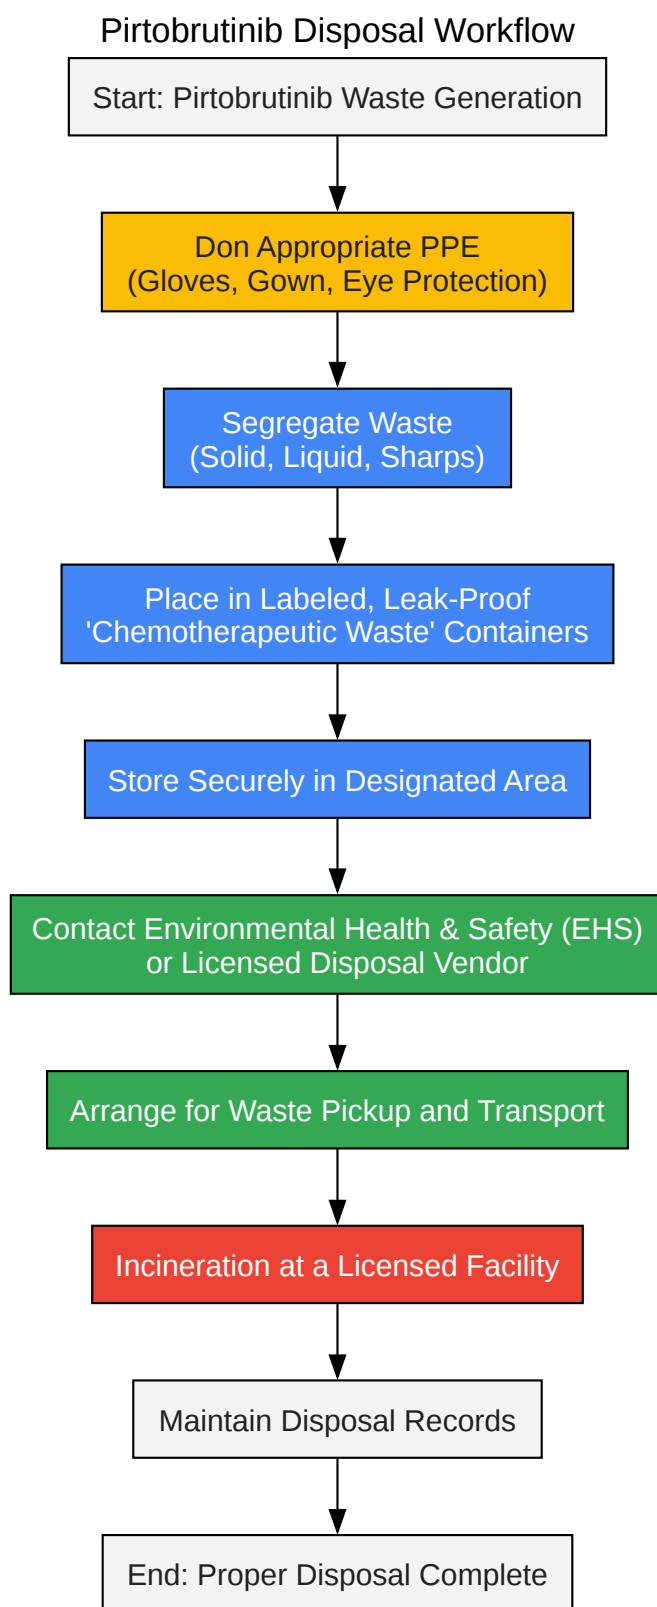 Pirtobrutinib Disposal Workflow
Start: Pirtobrutinib Waste Generation
Don Appropriate PPE
(Gloves, Gown, Eye Protection)
Segregate Waste
(Solid, Liquid, Sharps)
Place in Labeled, Leak-Proof
'Chemotherapeutic Waste' Containers
Store Securely in Designated Area
Contact Environmental Health & Safety (EHS)
or Licensed Disposal Vendor
Arrange for Waste Pickup and Transport
Incineration at a Licensed Facility
Maintain Disposal Records
End: Proper Disposal Complete